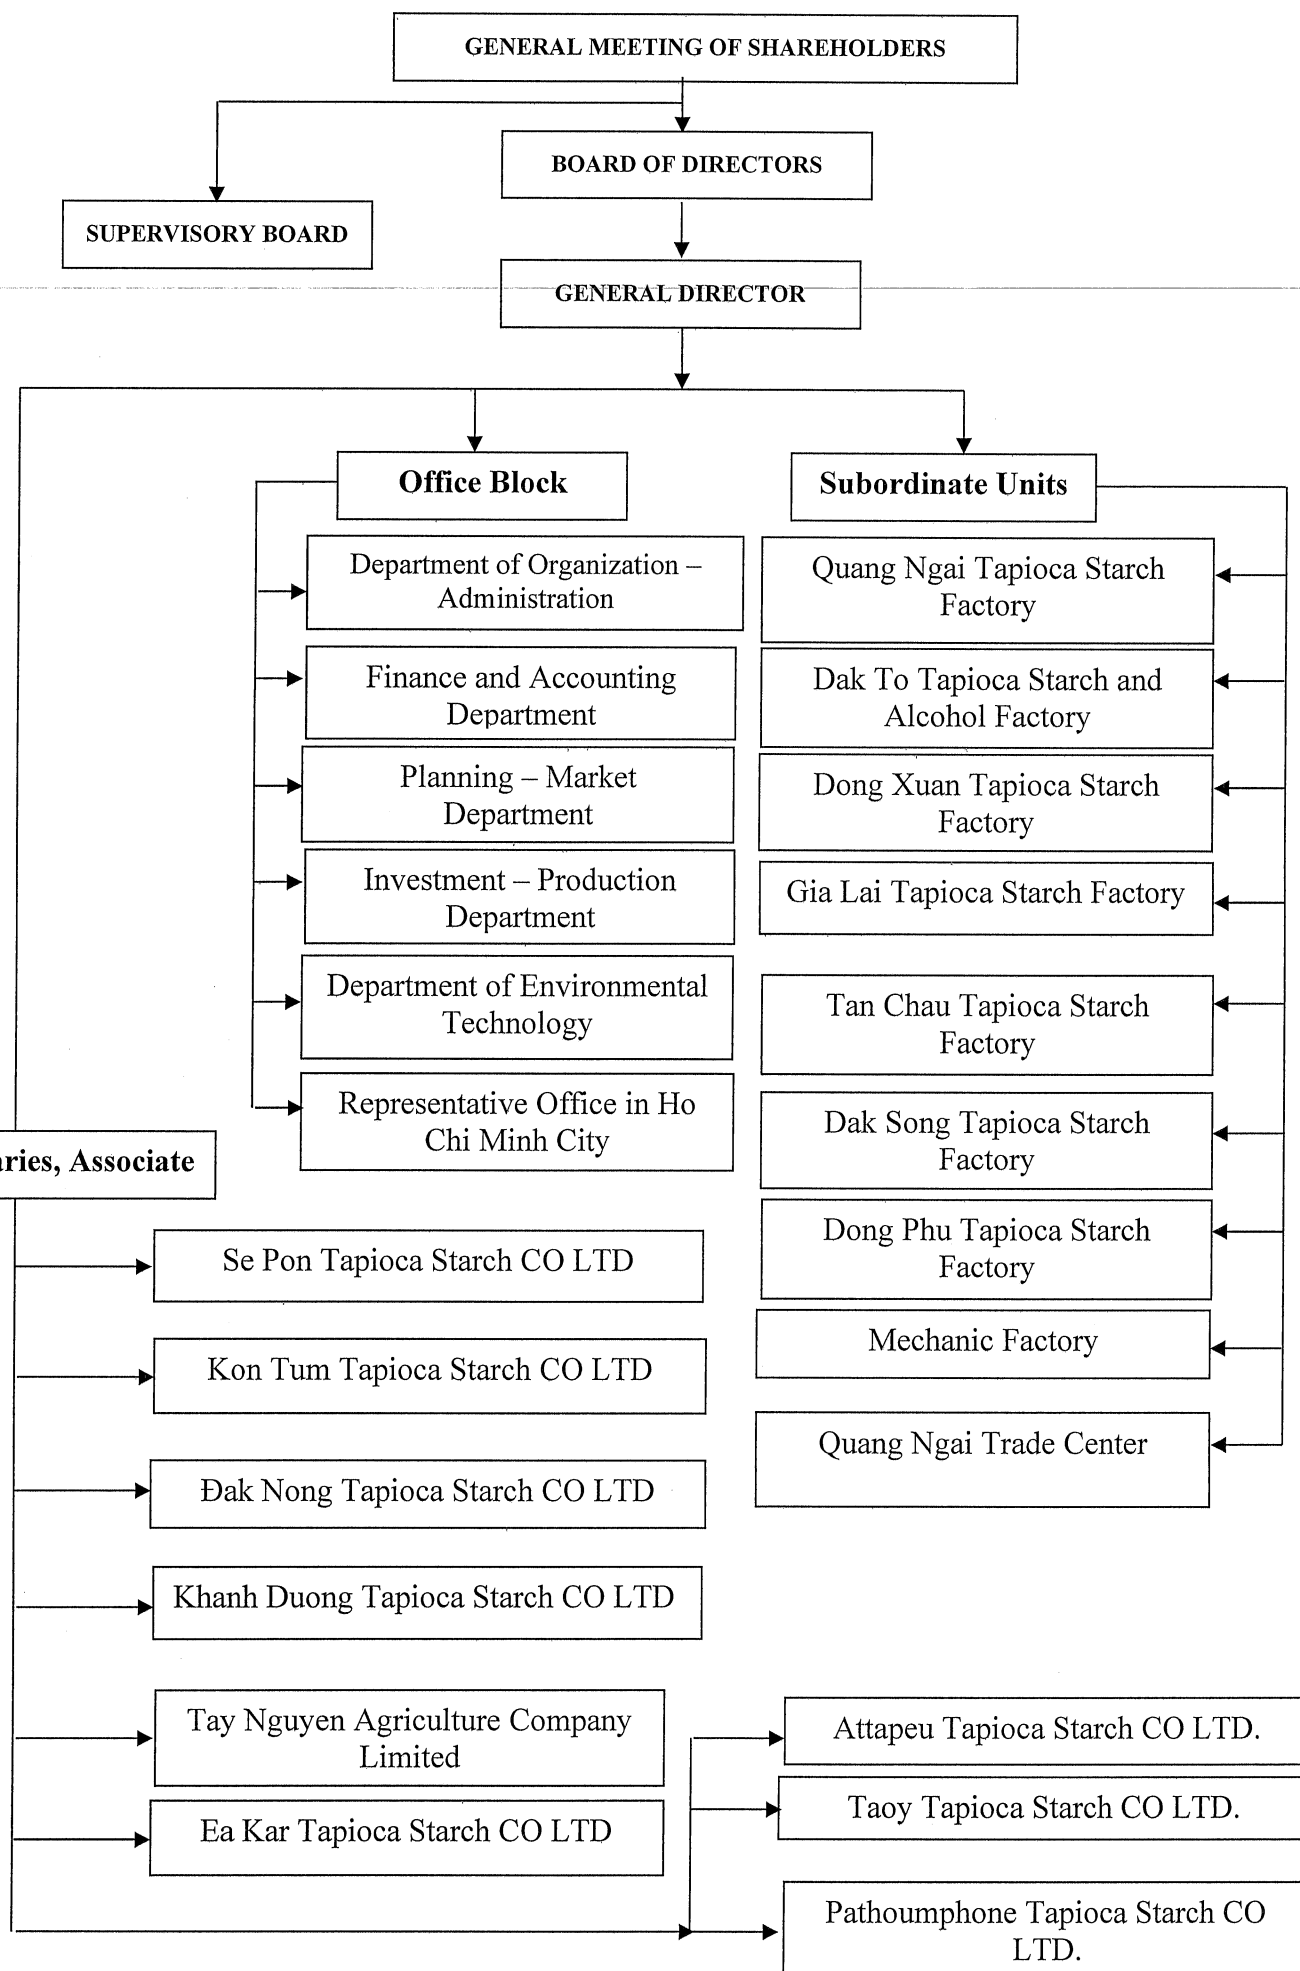 GENERAL MEETING OF SHAREHOLDERS
BOARD OF DIRECTORS
SUPERVISORY BOARD
GENERAL DIRECTOR
Office Block
Department of Organization –
Administration
Finance and Accounting
Department
Planning – Market
Department
Investment – Production
Department
Department of Environmental
Technology
Representative Office in Ho
Chi Minh City
Subordinate Units
Quang Ngai Tapioca Starch
Factory
Dak To Tapioca Starch and
Alcohol Factory
Dong Xuan Tapioca Starch
Factory
Gia Lai Tapioca Starch Factory
Tan Chau Tapioca Starch
Factory
Dak Song Tapioca Starch
Factory
Dong Phu Tapioca Starch
Factory
Mechanic Factory
Quang Ngai Trade Center
aries, Associate
Se Pon Tapioca Starch CO LTD
Kon Tum Tapioca Starch CO LTD
Đak Nong Tapioca Starch CO LTD
Khanh Duong Tapioca Starch CO LTD
Tay Nguyen Agriculture Company
Limited
Ea Kar Tapioca Starch CO LTD
Attapeu Tapioca Starch CO LTD.
Taoy Tapioca Starch CO LTD.
Pathoumphone Tapioca Starch CO
LTD.